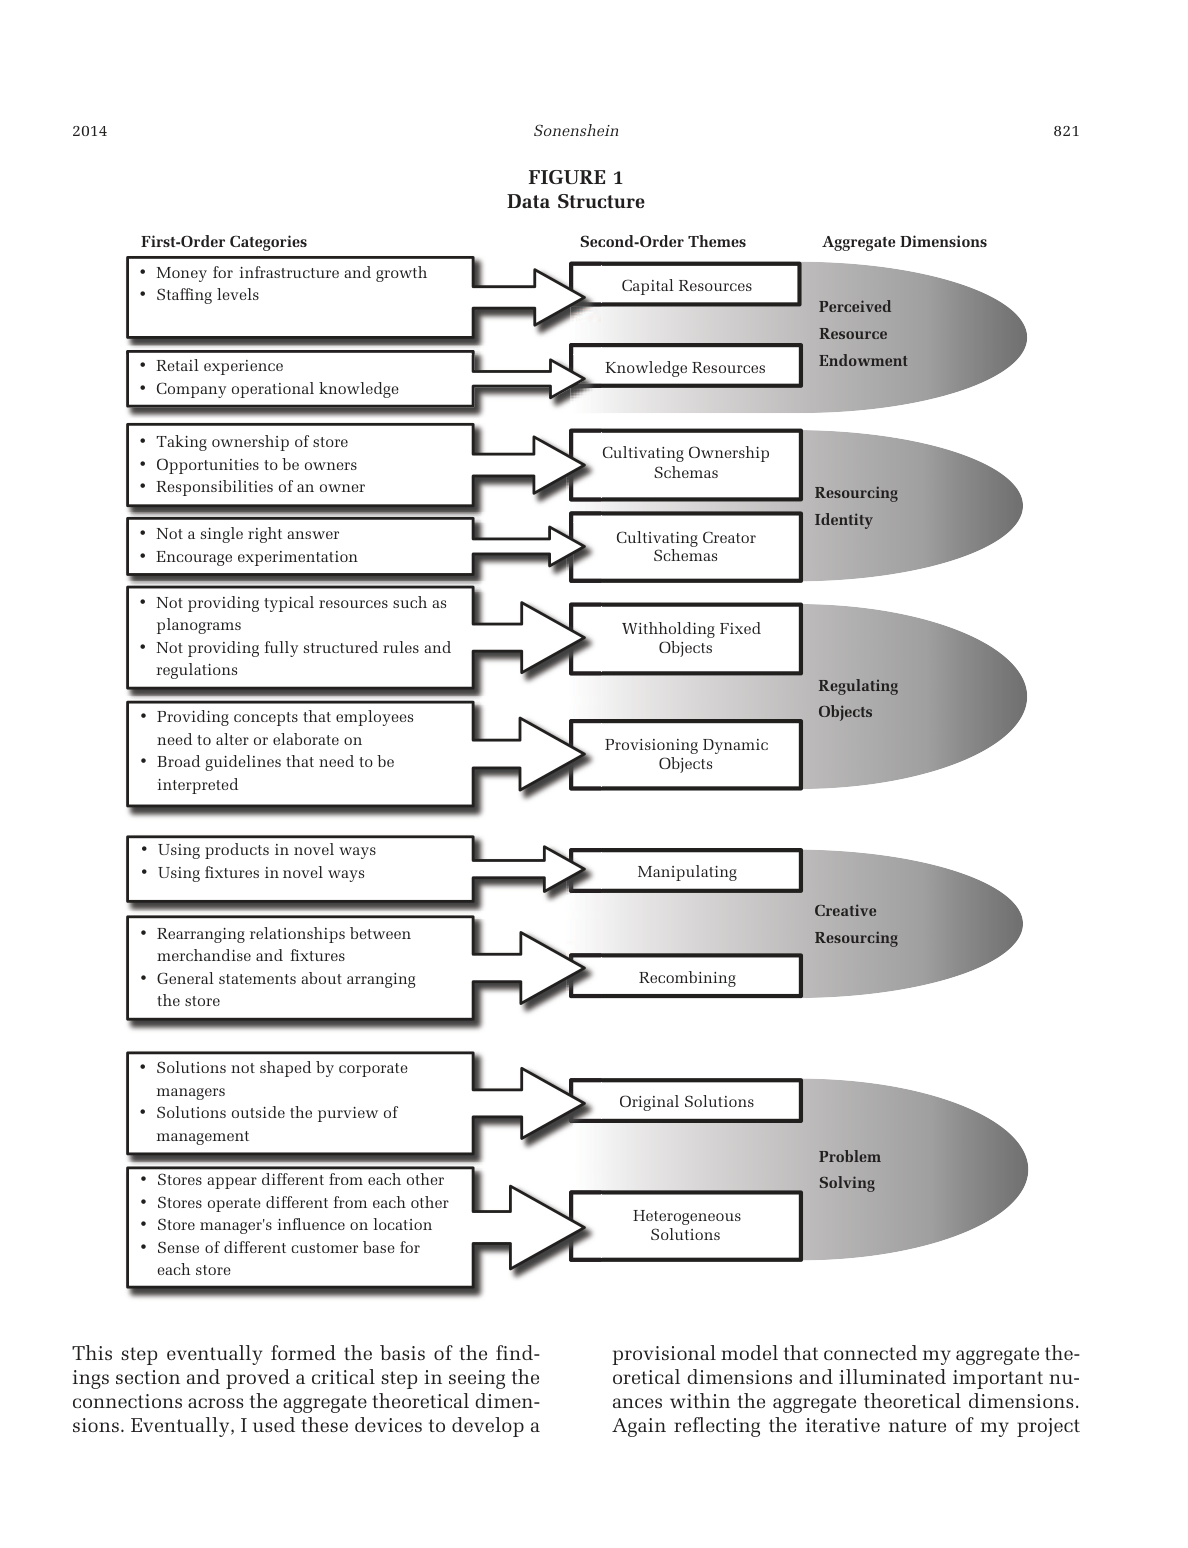 2014 Sonenshein 821
FIGURE 1
Data Structure
First-Order Categories Second-Order Themes Aggregate Dimensions
• Money for infrastructure and growth
• Staffing levels
Capital Resources
• Retail experience
• Company operational knowledge
Knowledge Resources
Perceived
Resource
Endowment
• Taking ownership of store
• Opportunities to be owners
• Responsibilities of an owner
Cultivating Ownership
Schemas
• Not a single right answer
• Encourage experimentation
Cultivating Creator
Schemas
Resourcing
Identity
• Not providing typical resources such as
planograms
• Not providing fully structured rules and
regulations
Withholding Fixed
Objects
• Providing concepts that employees
need to alter or elaborate on
• Broad guidelines that need to be
interpreted
Provisioning Dynamic
Objects
Regulating
Objects
• Using products in novel ways
• Using fixtures in novel ways
Manipulating
• Rearranging relationships between
merchandise and fixtures
• General statements about arranging
the store
Recombining
Creative
Resourcing
• Solutions not shaped by corporate
managers
• Solutions outside the purview of
management
Original Solutions
• Stores appear different from each other
• Stores operate different from each other
• Store manager's influence on location
• Sense of different customer base for
each store
Heterogeneous
Solutions
Problem
Solving
This step eventually formed the basis of the find-
ings section and proved a critical step in seeing the
connections across the aggregate theoretical dimen-
sions. Eventually, I used these devices to develop a
provisional model that connected my aggregate the-
oretical dimensions and illuminated important nu-
ances within the aggregate theoretical dimensions.
Again reflecting the iterative nature of my project